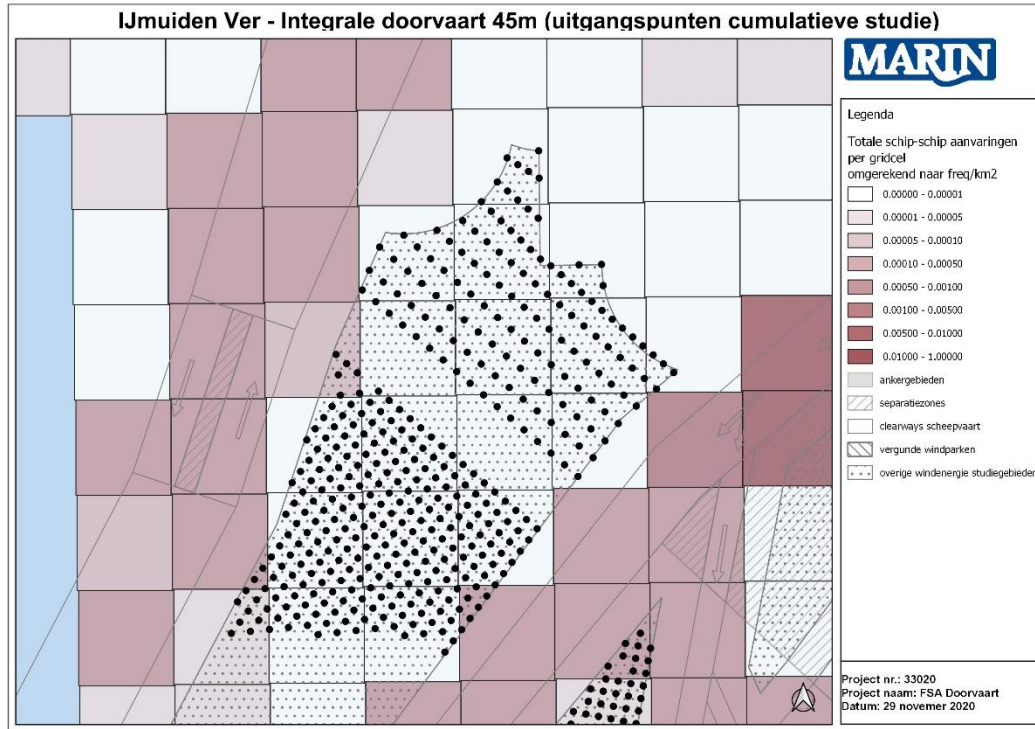 IJmuiden Ver - Integrale doorvaart 45m (uitgangspunten cumulatieve studie)
MARIN
Legenda
Totale schip-schip aanvaringen
per gridcel
omgerekend naar freq/km2
0.00000 - 0.00001
0.00001 - 0.00005
0.00005 - 0.00010
0.00010 - 0.00050
0.00050 - 0.00100
0.00100 - 0.00500
0.00500 - 0.01000
0.01000 - 1.00000
ankergebieden
separatiezones
clearways scheepvaart
vergunde windparken
overige windenergie studiegebieden
Project nr.: 33020
Project naam: FSA Doorvaart
Datum: 29 novemer 2020